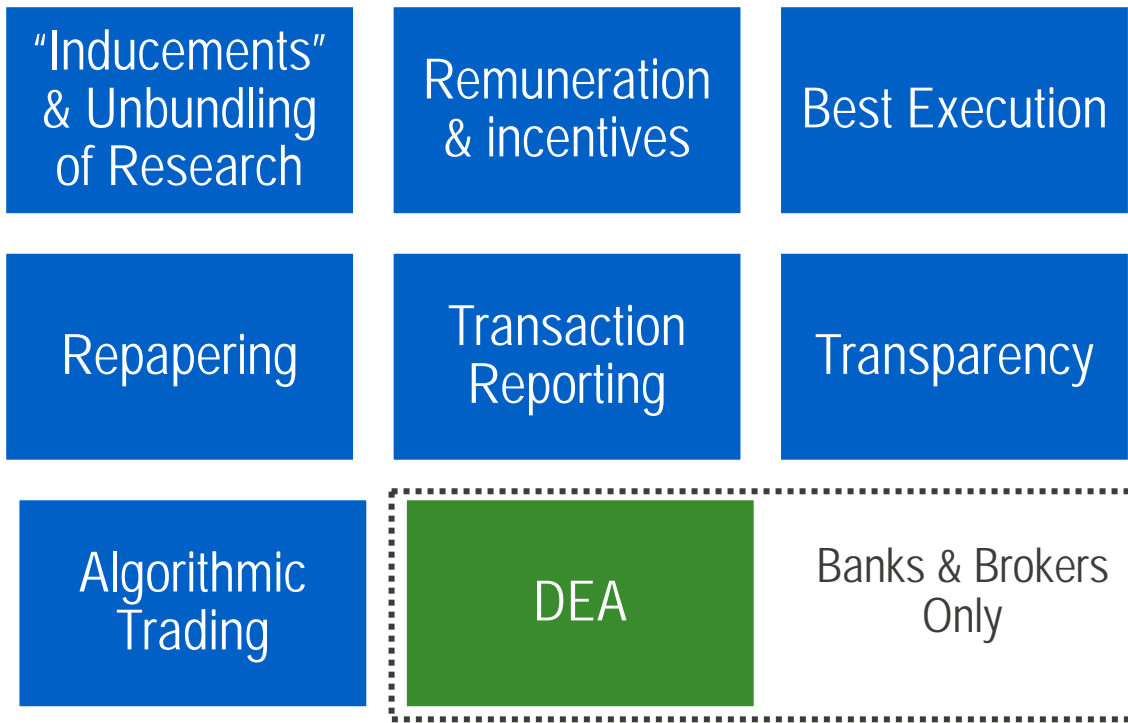 “Inducements”
& Unbundling
of Research
Remuneration
& incentives
Best Execution
Repapering
Transaction
Reporting
Transparency
Algorithmic
Trading
DEA
Banks & Brokers
Only